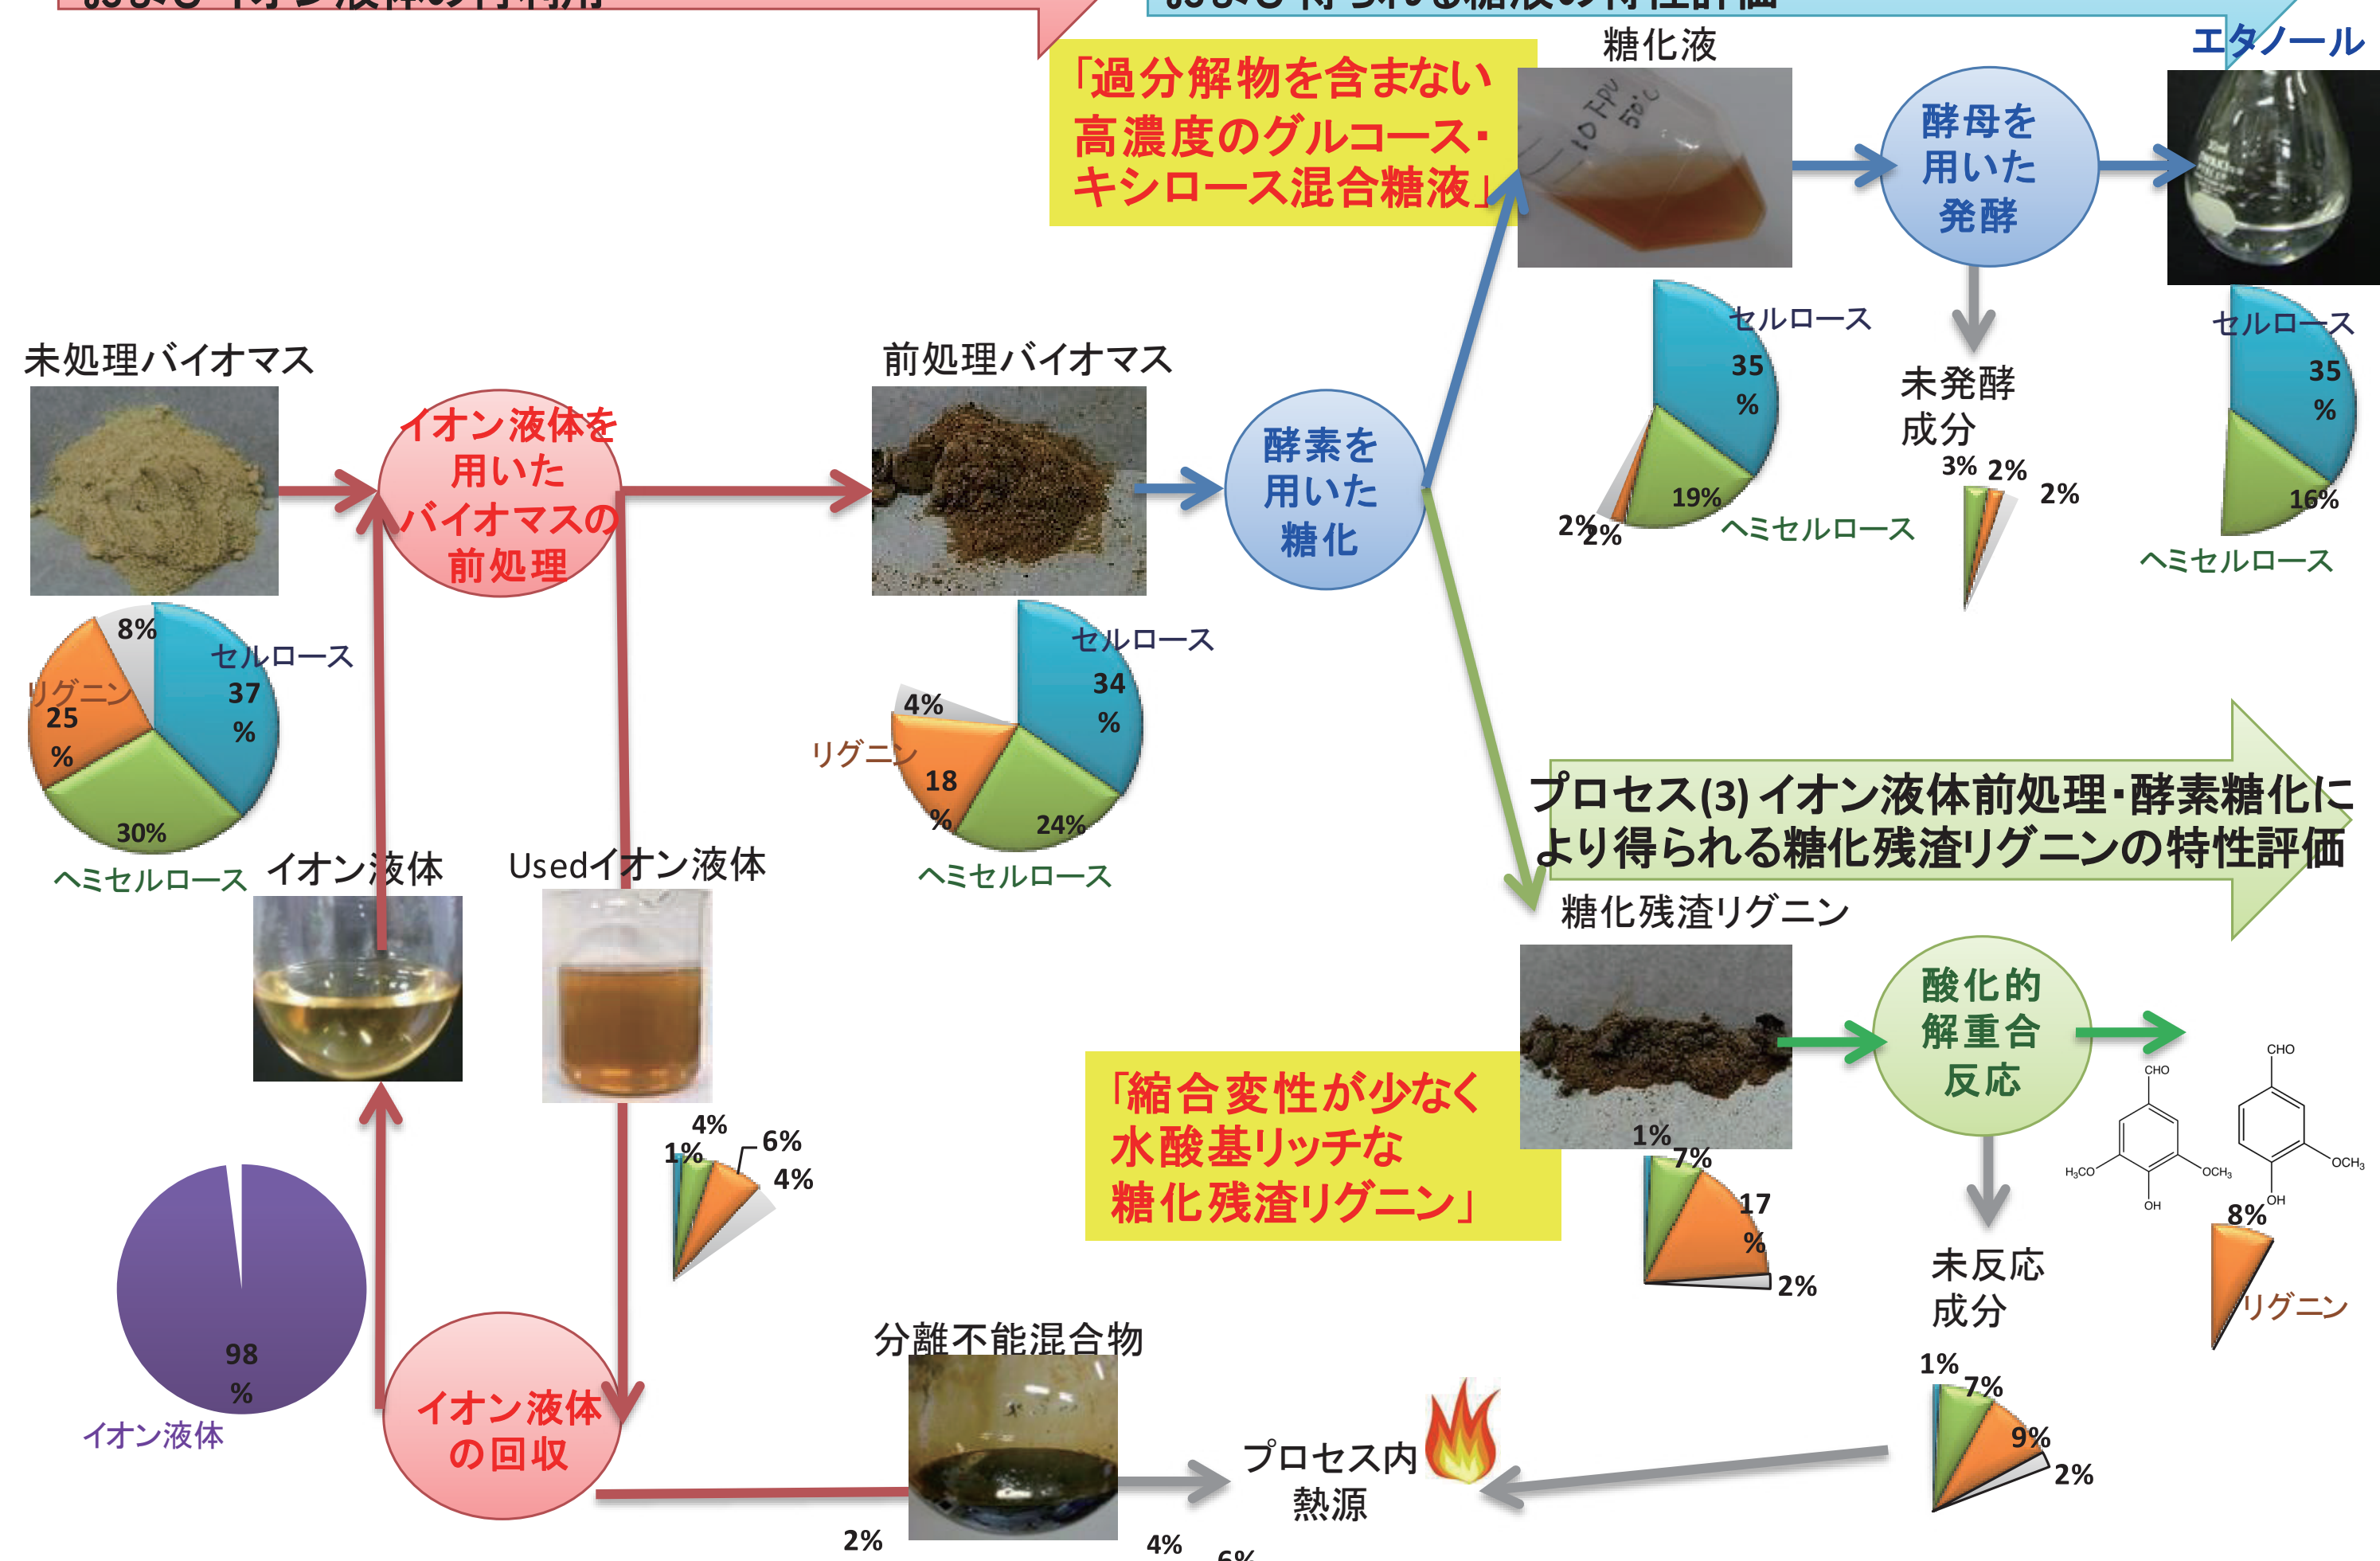 糖化液
エタノール
「過分解物を含まない
高濃度のグルコース・
キシロース混合糖液」
酵母を
用いた
発酵
未処理バイオマス
イオン液体を
用いた
バイオマスの
前処理
前処理バイオマス
酵素を
用いた
糖化
セルロース
35
%
19%
ヘミセルロース
2%
2%
未発酵
成分
3%
2%
2%
セルロース
35
%
16%
ヘミセルロース
8%
セルロース
37
%
リグニン
25
%
30%
ヘミセルロース
セルロース
34
%
4%
リグニン
18
%
24%
ヘミセルロース
プロセス(3) イオン液体前処理・酵素糖化に
より得られる糖化残渣リグニンの特性評価
イオン液体
Usedイオン液体
糖化残渣リグニン
酸化的
解重合
反応
「縮合変性が少なく
水酸基リッチな
糖化残渣リグニン」
1%
4%
6%
4%
1%
7%
17
%
2%
CHO
H₃CO
OCH₃
OH
CHO
OCH₃
OH
8%
リグニン
未反応
成分
1%
7%
9%
2%
98
%
イオン液体
イオン液体
の回収
分離不能混合物
プロセス内
熱源
2%
4%
6%